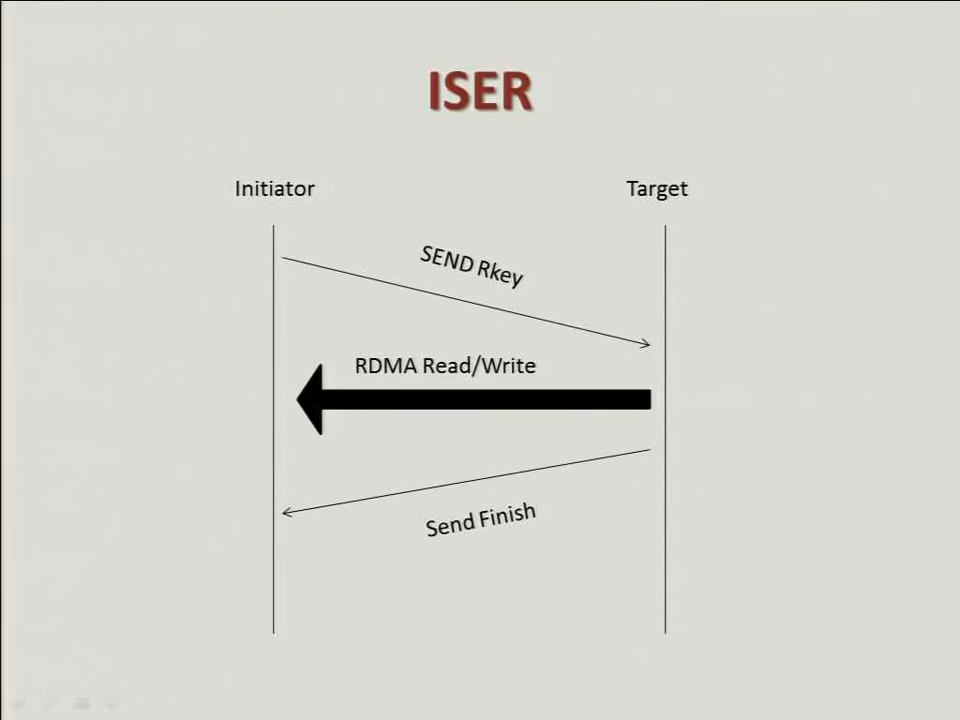 ISER
Initiator
Target
SEND Rkey
RDMA Read/Write
Send Finish